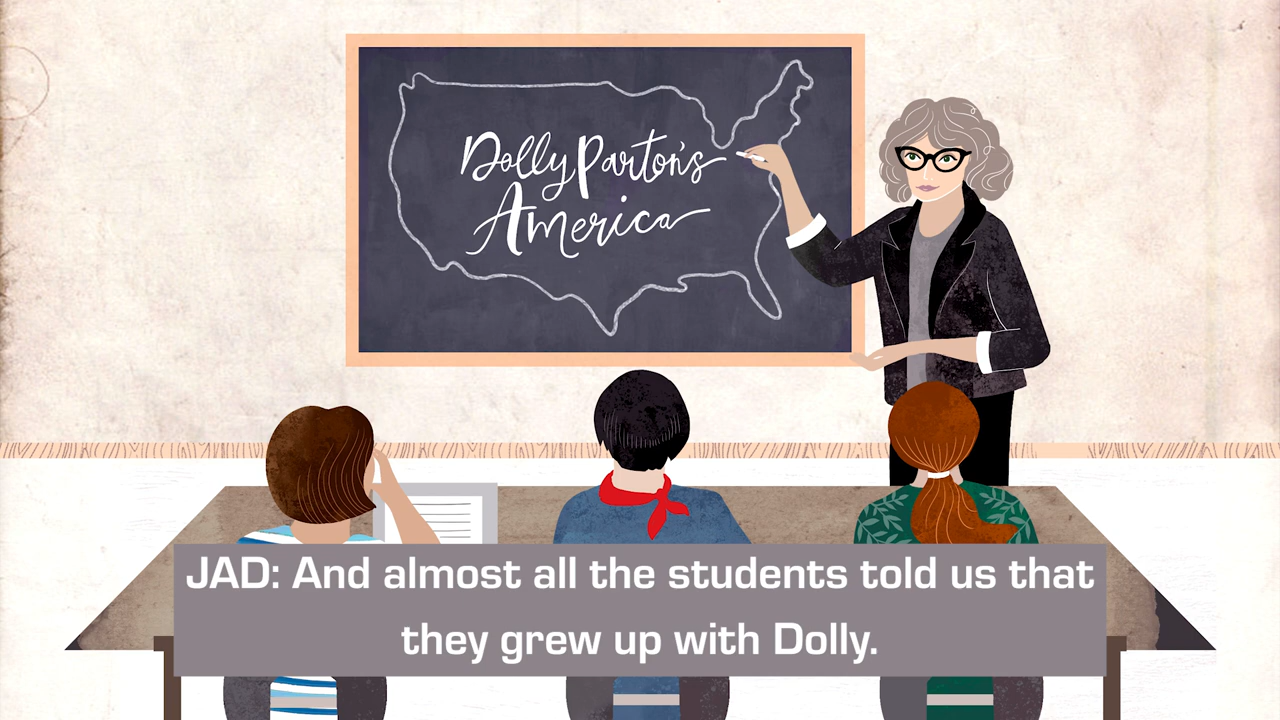 Dolly Parton's
America
JAD: And almost all the students told us that
they grew up with Dolly.